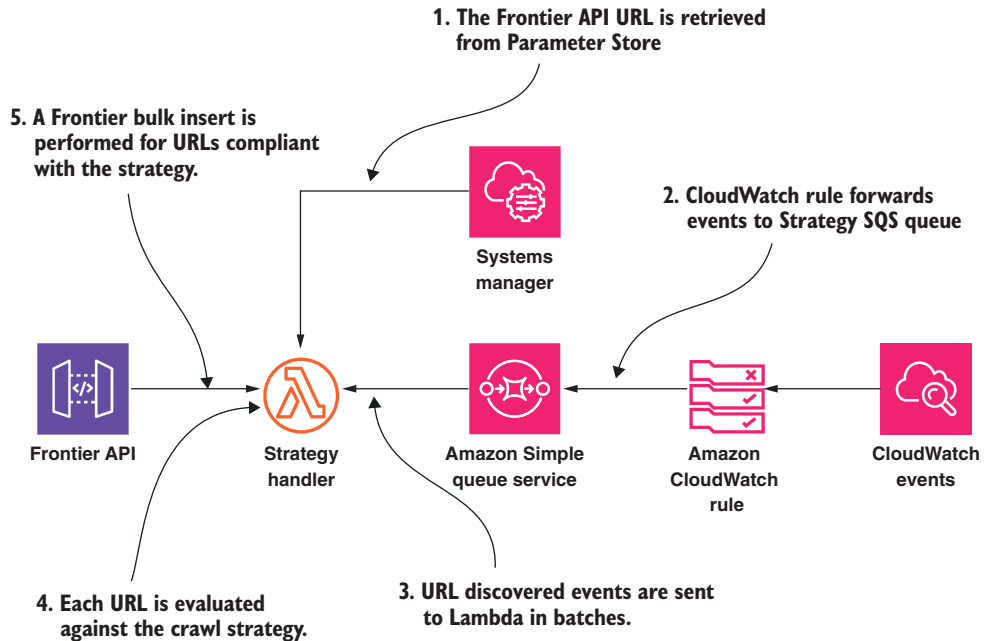 1. The Frontier API URL is retrieved
from Parameter Store
5. A Frontier bulk insert is
performed for URLs compliant
with the strategy.
2. CloudWatch rule forwards
events to Strategy SQS queue
Systems
manager
</>
Frontier API
Strategy
handler
Amazon Simple
queue service
Amazon
CloudWatch
rule
CloudWatch
events
4. Each URL is evaluated
against the crawl strategy.
3. URL discovered events are sent
to Lambda in batches.